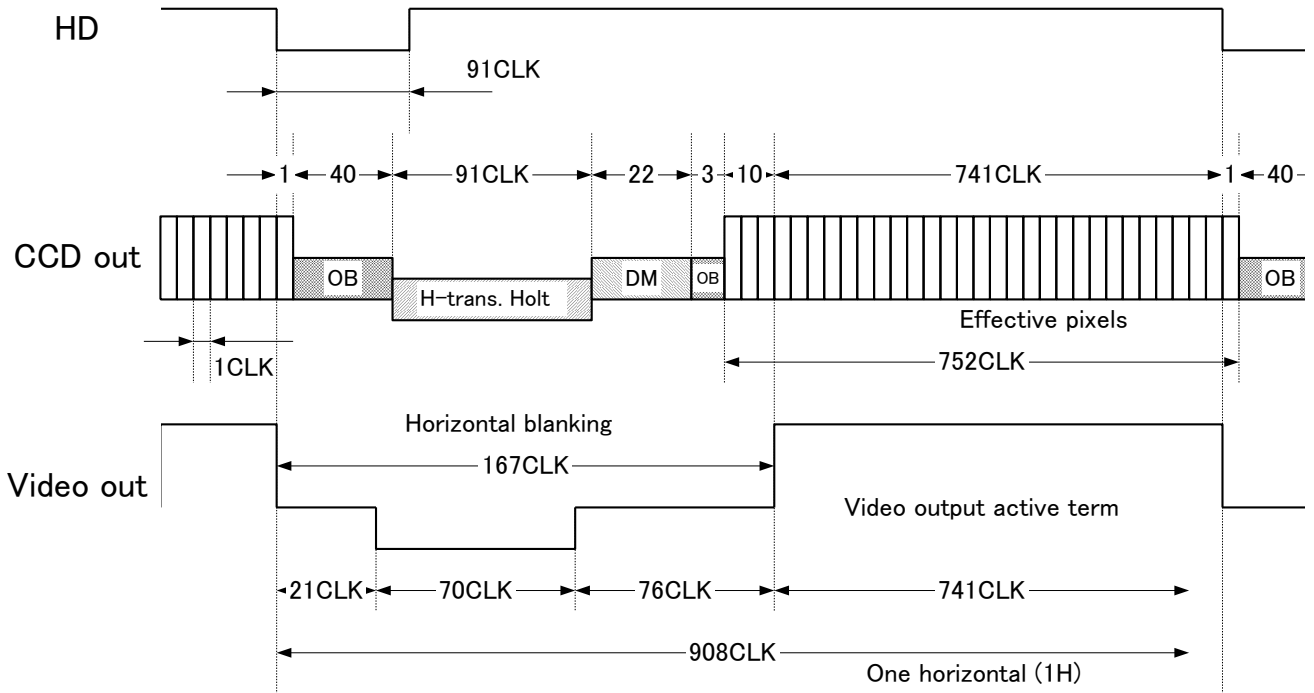 HD
91CLK
1 40 91CLK 22 3 10 741CLK 1 40
CCD out
OB
H-trans. Holt
DM
OB
OB
Effective pixels
1CLK
752CLK
Horizontal blanking
167CLK
Video out
Video output active term
21CLK 70CLK 76CLK 741CLK
908CLK
One horizontal (1H)